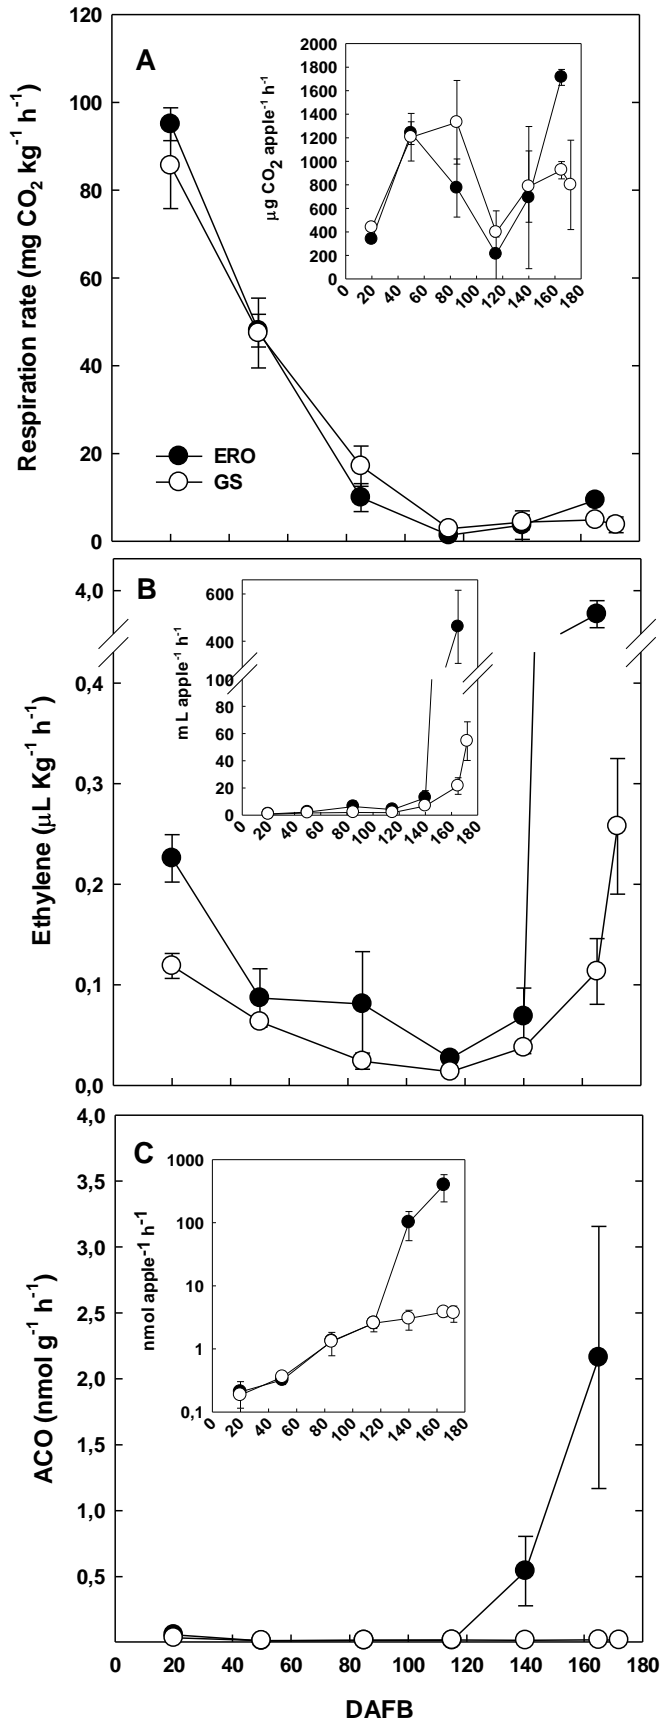 120
100
80
60
40
20
0
Respiration rate (mg CO₂ kg⁻¹ h⁻¹)
A
2000
1800
1600
1400
1200
1000
800
600
400
200
0
µg CO₂ apple⁻¹ h⁻¹
0 20 40 60 80 100 120 140 160 180
ERO
GS
4,0
0,4
0,3
0,2
0,1
0,0
Ethylene (µL Kg⁻¹ h⁻¹)
B
600
400
100
80
60
40
20
0
mL apple⁻¹ h⁻¹
0 20 40 60 80 100 120 140 160 180
4,0
3,5
3,0
2,5
2,0
1,5
1,0
0,5
ACO (nmol g⁻¹ h⁻¹)
C
1000
100
10
1
0,1
nmol apple⁻¹ h⁻¹
0 20 40 60 80 100 120 140 160 180
0 20 40 60 80 100 120 140 160 180
DAFB